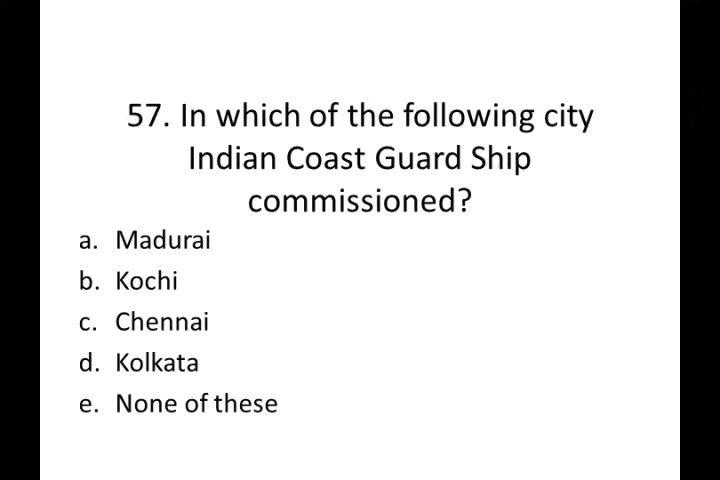 57. In which of the following city
Indian Coast Guard Ship
commissioned?
a. Madurai
b. Kochi
c. Chennai
d. Kolkata
e. None of these